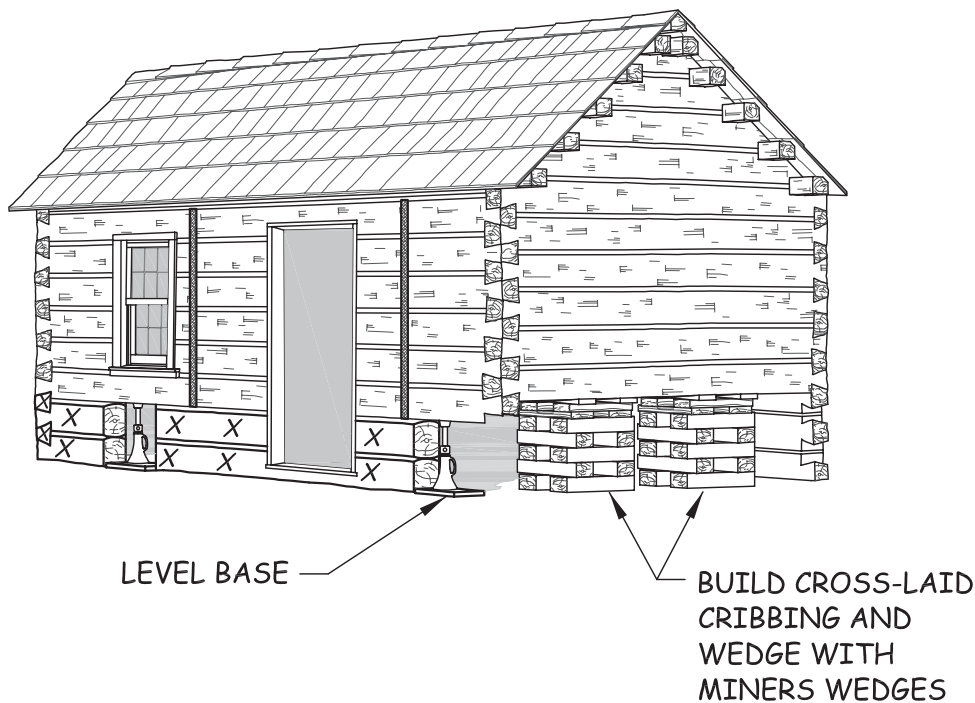 LEVEL BASE
BUILD CROSS-LAID
CRIBBING AND
WEDGE WITH
MINERS WEDGES
X
X
X
X
X
X
X
X
X
X